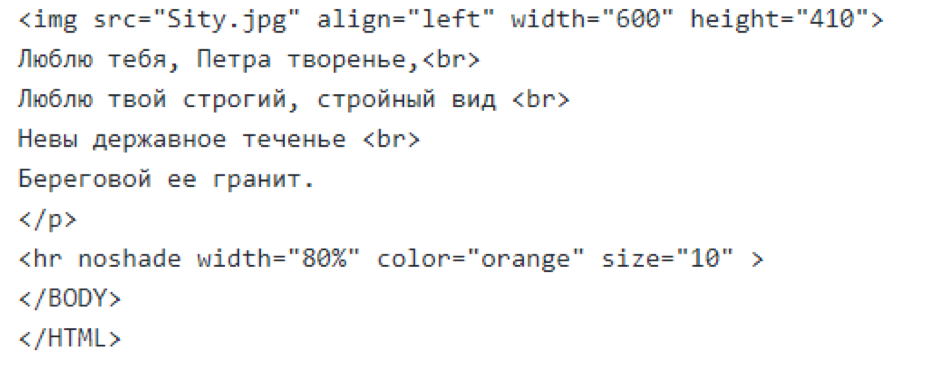 <img src="Sity.jpg" align="left" width="600" height="410">
Люблю тебя, Петра творенье,<br>
Люблю твой строгий, стройный вид <br>
Невы державное теченье <br>
Береговой ее гранит.
</p>
<hr noshade width="80%" color="orange" size="10" >
</BODY>
</HTML>